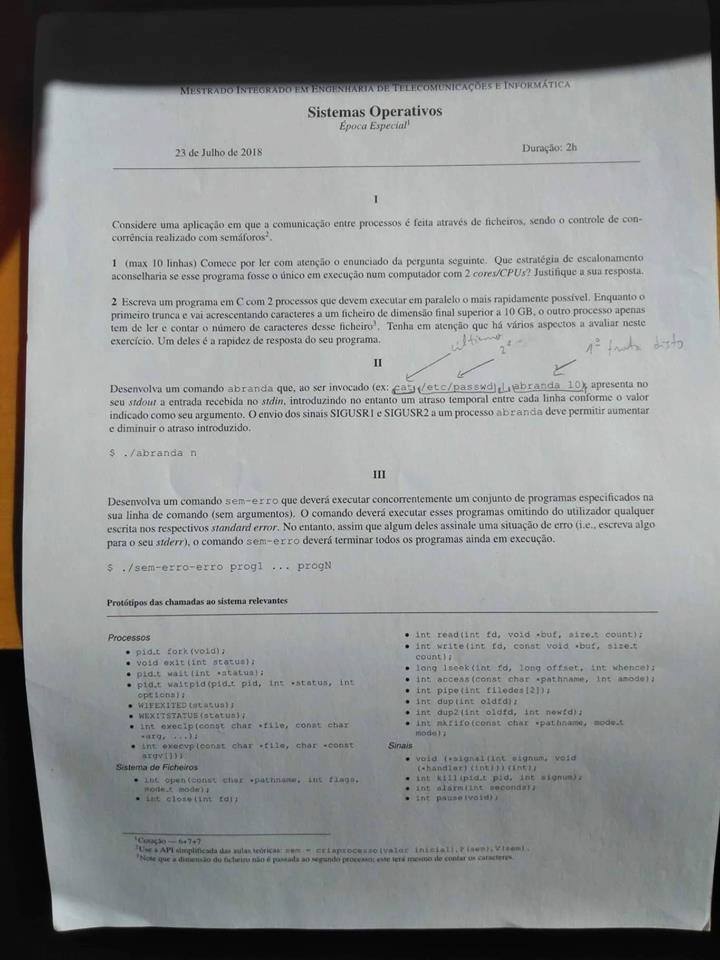 MESTRADO INTEGRADO EM ENGENHARIA DE TELECOMUNICAÇÕES E INFORMÁTICA
Sistemas Operativos
Época Especial¹
23 de Julho de 2018
Duração: 2h
I
Considere uma aplicação em que a comunicação entre processos é feita através de ficheiros, sendo o controle de con-
corrência realizado com semáforos².
1 (max 10 linhas) Comece por ler com atenção o enunciado da pergunta seguinte. Que estratégia de escalonamento
aconselharia se esse programa fosse o único em execução num computador com 2 cores/CPUs? Justifique a sua resposta.
2 Escreva um programa em C com 2 processos que devem executar em paralelo o mais rapidamente possível. Enquanto o
primeiro trunca e vai acrescentando caracteres a um ficheiro de dimensão final superior a 10 GB, o outro processo apenas
tem de ler e contar o número de caracteres desse ficheiro³. Tenha em atenção que há vários aspectos a avaliar neste
exercício. Um deles é a rapidez de resposta do seu programa.
último 2º 1º disto
II
Desenvolva um comando abranda que, ao ser invocado (ex: cat /etc/passwd | abranda 10), apresenta no
seu stdout a entrada recebida no stdin, introduzindo no entanto um atraso temporal entre cada linha conforme o valor
indicado como seu argumento. O envio dos sinais SIGUSR1 e SIGUSR2 a um processo abranda deve permitir aumentar
e diminuir o atraso introduzido.
$ ./abranda n
III
Desenvolva um comando sem-erro que deverá executar concorrentemente um conjunto de programas especificados na
sua linha de comando (sem argumentos). O comando deverá executar esses programas omitindo do utilizador qualquer
escrita nos respectivos standard error. No entanto, assim que algum deles assinale uma situação de erro (i.e., escreva algo
para o seu stderr), o comando sem-erro deverá terminar todos os programas ainda em execução.
$ ./sem-erro-erro prog1 ... progN
Protótipos das chamadas ao sistema relevantes
Processos
• pid_t fork(void);
• void exit(int status);
• pid_t wait(int *status);
• pid_t waitpid(pid_t pid, int *status, int
options);
• WIFEXITED(status);
• WEXITSTATUS(status);
• int execlp(const char *file, const char
*arg, ...);
• int execvp(const char *file, char *const
argv[]);
Sistema de Ficheiros
• int open(const char *pathname, int flags,
mode_t mode);
• int close(int fd);
• int read(int fd, void *buf, size_t count);
• int write(int fd, const void *buf, size_t
count);
• long lseek(int fd, long offset, int whence);
• int access(const char *pathname, int amode);
• int pipe(int filedes[2]);
• int dup(int oldfd);
• int dup2(int oldfd, int newfd);
• int mkfifo(const char *pathname, mode_t
mode);
Sinais
• void (*signal(int signum, void
(*handler)(int)))(int);
• int kill(pid_t pid, int signum);
• int alarm(int seconds);
• int pause(void);
¹Cotação — 6+7+7
²Use a API simplificada das aulas teóricas: sem = criaprocesso(valor inicial), P(sem), V(sem).
³Note que a dimensão do ficheiro não é passada ao segundo processo; este terá mesmo de contar os caracteres.